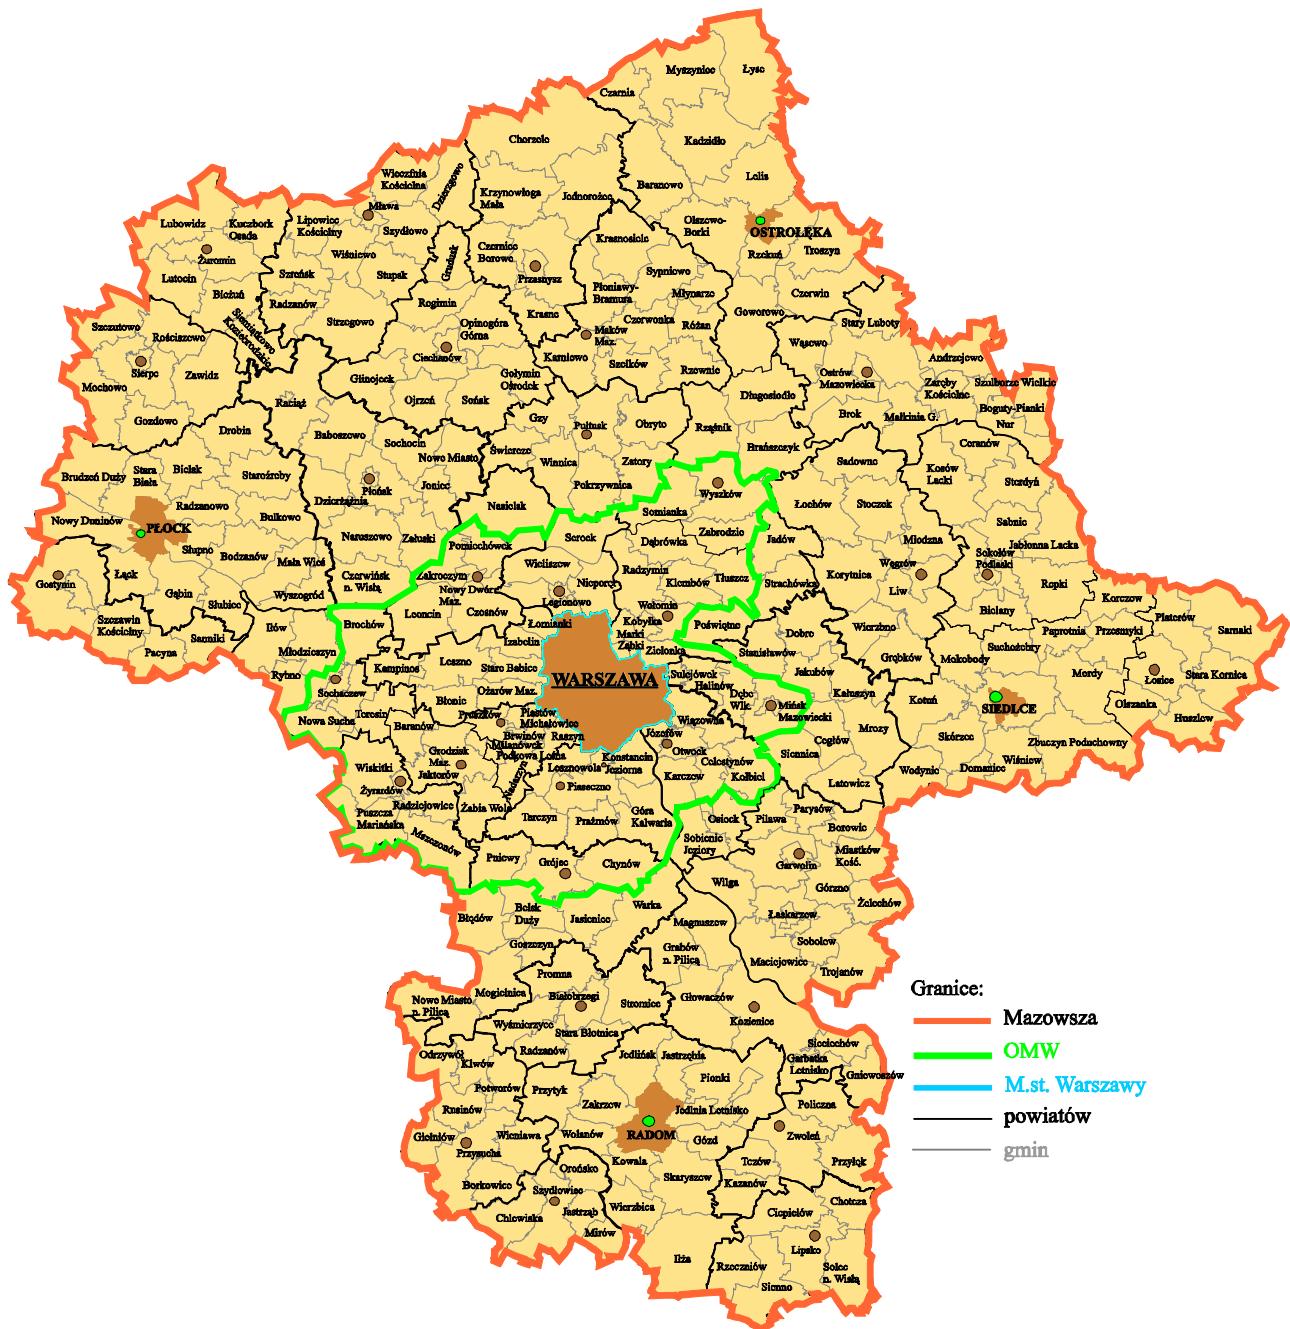 Myszyniec
Łyse
Czarnia
Chorzele
Kadzidło
Wieczfnia
Kościelna
Dzierzgowo
Krzynowłoga
Mała
Jednorożec
Baranowo
Lelis
Lubowidz
Kuczbork
Osada
Lipowiec
Kościelny
Mława
Szydłowo
Olszewo-
Borki
OSTROŁĘKA
Rzekuń
Troszyn
Żuromin
Wiśniewo
Grudusk
Czernice
Borowe
Krasnosielc
Przasnysz
Sypniewo
Lutocin
Bieżuń
Szreńsk
Stupsk
Radzanów
Regimin
Płoniawy-
Bramura
Młynarze
Czerwin
Siemiątkowo
Koziebrodzkie
Strzegowo
Opinogóra
Górna
Krasne
Czerwonka
Różan
Goworowo
Stary Luboty
Szczutowo
Rościszewo
Maków
Maz.
Wąsewo
Ciechanów
Karniewo
Szelków
Rzewnie
Andrzejewo
Sierpc
Zawidz
Mochowo
Glinojeck
Gołymin
Ośrodek
Ostrów
Mazowiecka
Zaręby
Kościelne
Szulborze Wielkie
Ojrzeń
Sońsk
Długosiodło
Boguty-Pianki
Raciąż
Gozdowo
Gzy
Pułtusk
Obryto
Rząśnik
Brok
Małkinia G.
Nur
Drobin
Baboszewo
Sochocin
Świercze
Brańszczyk
Ceranów
Brudzeń Duży
Stara
Biała
Bielsk
Staroźreby
Nowe Miasto
Winnica
Zatory
Sadowne
Kosów
Lacki
Sterdyń
Płońsk
Joniec
Pokrzywnica
Wyszków
Dzierzążnia
Nasielsk
Somianka
Łochów
Stoczek
Radzanowo
Nowy Duninów
PŁOCK
Bulkowo
Zabrodzie
Sabnie
Naruszewo
Załuski
Serock
Dąbrówka
Jadów
Miedzna
Jabłonna Lacka
Pomiechówek
Słupno
Bodzanów
Mała Wieś
Wieliszew
Radzymin
Sokołów
Podlaski
Węgrów
Korytnica
Gostynin
Łąck
Czerwińsk
n. Wisłą
Zakroczym
Nieporęt
Klembów
Tłuszcz
Strachówka
Repki
Nowy Dwór
Maz.
Gąbin
Wyszogród
Legionowo
Liw
Korczew
Słubice
Leoncin
Czosnów
Wołomin
Bielany
Platerów
Szczawin
Kościelny
Iłów
Brochów
Łomianki
Kobyłka
Poświętne
Wierzbno
Paprotnia
Przesmyki
Sarnaki
Sanniki
Marki
Ząbki
Dobre
Suchożebry
Pacyna
Młodzieszyn
Izabelin
Zielonka
Stanisławów
Grębków
Mokobody
Kampinos
Leszno
Stare Babice
Rybno
Sulejówek
Jakubów
Mordy
Łosice
Stara Kornica
Sochaczew
Ożarów Maz.
WARSZAWA
Halinów
Dębe
Wlk.
Kałuszyn
Kotuń
SIEDLCE
Olszanka
Huszlew
Błonie
Teresin
Nowa Sucha
Baranów
Pruszków
Piastów
Michałowice
Wiązowna
Mińsk
Mazowiecki
Mrozy
Brwinów
Raszyn
Józefów
Skórzec
Zbuczyn Poduchowny
Milanówek
Podkowa Leśna
Otwock
Cegłów
Grodzisk
Maz.
Konstancin
Jeziorna
Celestynów
Siennica
Wiśniew
Wiskitki
Jaktorów
Nadarzyn
Lesznowola
Karczew
Kołbiel
Wodynie
Domanice
Żyrardów
Piaseczno
Latowicz
Radziejowice
Żabia Wola
Góra
Kalwaria
Parysów
Puszcza
Mariańska
Tarczyn
Prażmów
Osieck
Pilawa
Borowie
Mszczonów
Sobienie
Jeziory
Miastków
Kość.
Pniewy
Grójec
Chynów
Garwolin
Wilga
Górzno
Żelechów
Błędów
Belsk
Duży
Jasieniec
Warka
Łaskarzew
Magnuszew
Goszczyn
Grabów
n. Pilicą
Sobolew
Maciejowice
Trojanów
Promna
Nowe Miasto
n. Pilicą
Mogielnica
Białobrzegi
Stromiec
Głowaczów
Kozienice
Wyśmierzyce
Stara Błotnica
Odrzywół
Radzanów
Jedlińsk
Jastrzębia
Sieciechów
Klwów
Garbatka
Letnisko
Gniewoszów
Potworów
Przytyk
Pionki
Rusinów
Zakrzew
Jedlnia Letnisko
Policzna
Gielniów
Wieniawa
Wolanów
RADOM
Gózd
Zwoleń
Przysucha
Kowala
Tczów
Przyłęk
Orońsko
Skaryszew
Kazanów
Borkowice
Szydłowiec
Wierzbica
Chotcza
Chlewiska
Jastrząb
Ciepielów
Mirów
Lipsko
Iłża
Rzeczniów
Solec
n. Wisłą
Sienno
Granice:
Mazowsza
OMW
M.st. Warszawy
powiatów
gmin